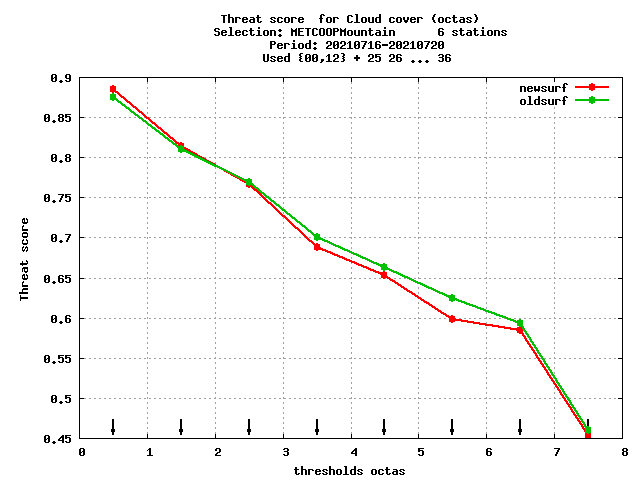 Threat score  for Cloud cover (octas)
Selection: METCOOPMountain      6 stations
Period: 20210716-20210720
Used {00,12} + 25 26 ... 36
newsurf
oldsurf
0.9
0.85
0.8
0.75
0.7
0.65
0.6
0.55
0.5
0.45
Threat score
0 1 2 3 4 5 6 7 8
thresholds octas